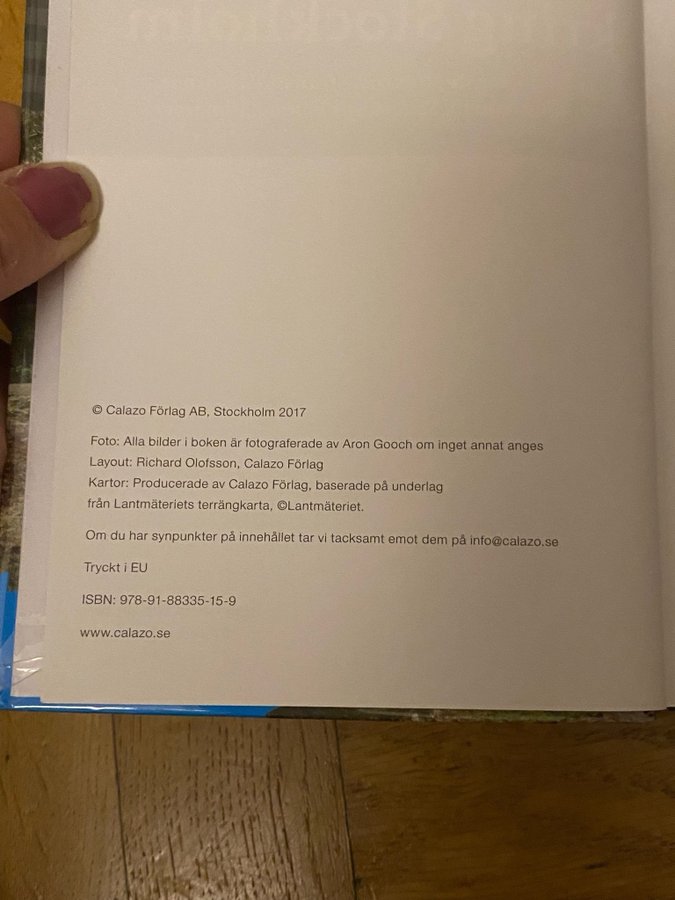 © Calazo Förlag AB, Stockholm 2017
Foto: Alla bilder i boken är fotograferade av Aron Gooch om inget annat anges
Layout: Richard Olofsson, Calazo Förlag
Kartor: Producerade av Calazo Förlag, baserade på underlag
från Lantmäteriets terrängkarta, ©Lantmäteriet.
Om du har synpunkter på innehållet tar vi tacksamt emot dem på info@calazo.se
Tryckt i EU
ISBN: 978-91-88335-15-9
www.calazo.se